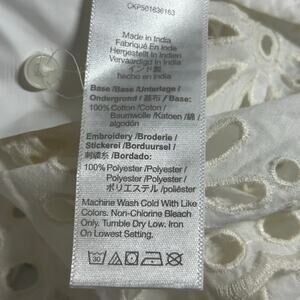 CKP501636163
Made in India
Fabriqué En Inde
Hergestellt In Indien
Vervaardigd in India
インド製
hecho en India
Base /Base /Unterlage /
Ondergrond / 基布 / Base:
100% Cotton /Coton /
Baumwolle /Katoen /綿 /
algodón
Embroidery /Broderie /
Stickerei /Borduursel /
刺繍糸 /Bordado:
100% Polyester /Polyester /
Polyester /Polyester /
ポリエステル /poliéster
Machine Wash Cold With Like
Colors. Non-Chlorine Bleach
Only. Tumble Dry Low. Iron
On Lowest Setting.
30